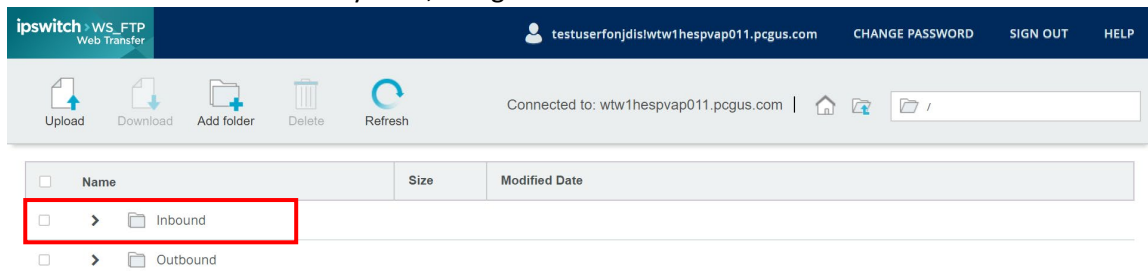 ipswitch WS_FTP
Web Transfer
testuserfonjdis!wtw1hespvap011.pcgus.com CHANGE PASSWORD SIGN OUT HELP
Upload Download Add folder Delete Refresh
Connected to: wtw1hespvap011.pcgus.com | /
Name Size Modified Date
Inbound
Outbound